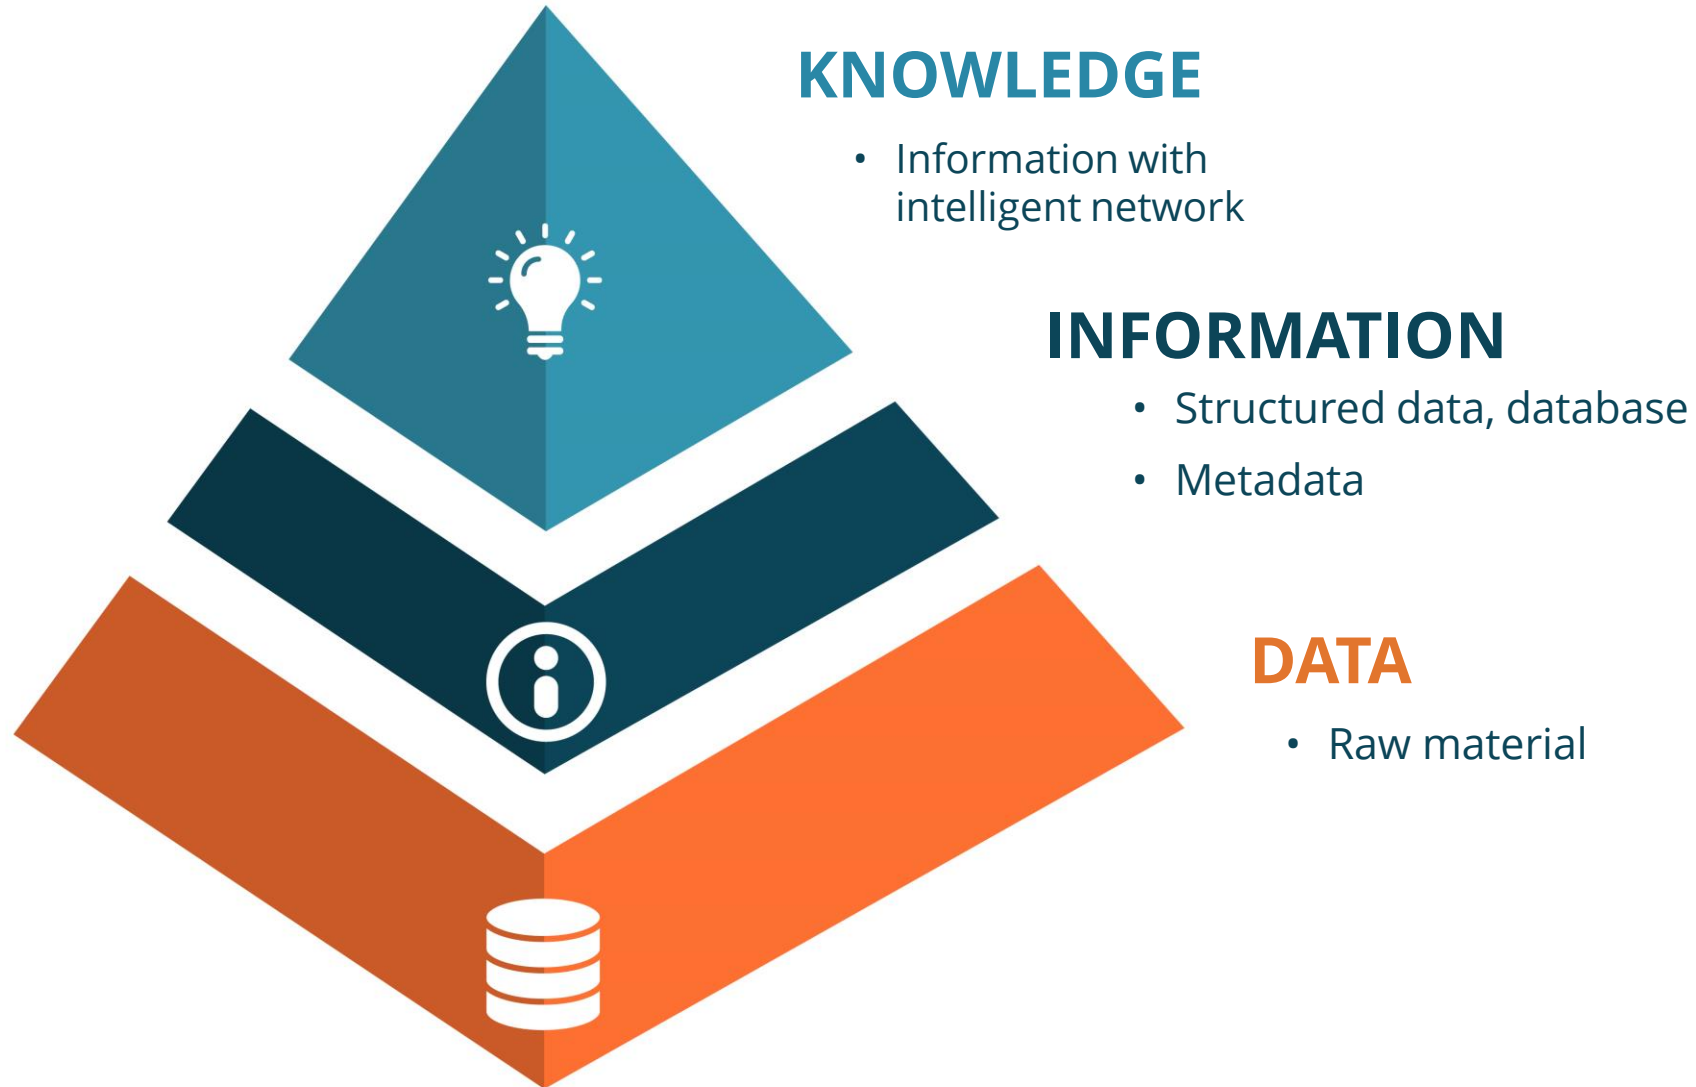 KNOWLEDGE
• Information with
intelligent network
INFORMATION
• Structured data, database
• Metadata
DATA
• Raw material